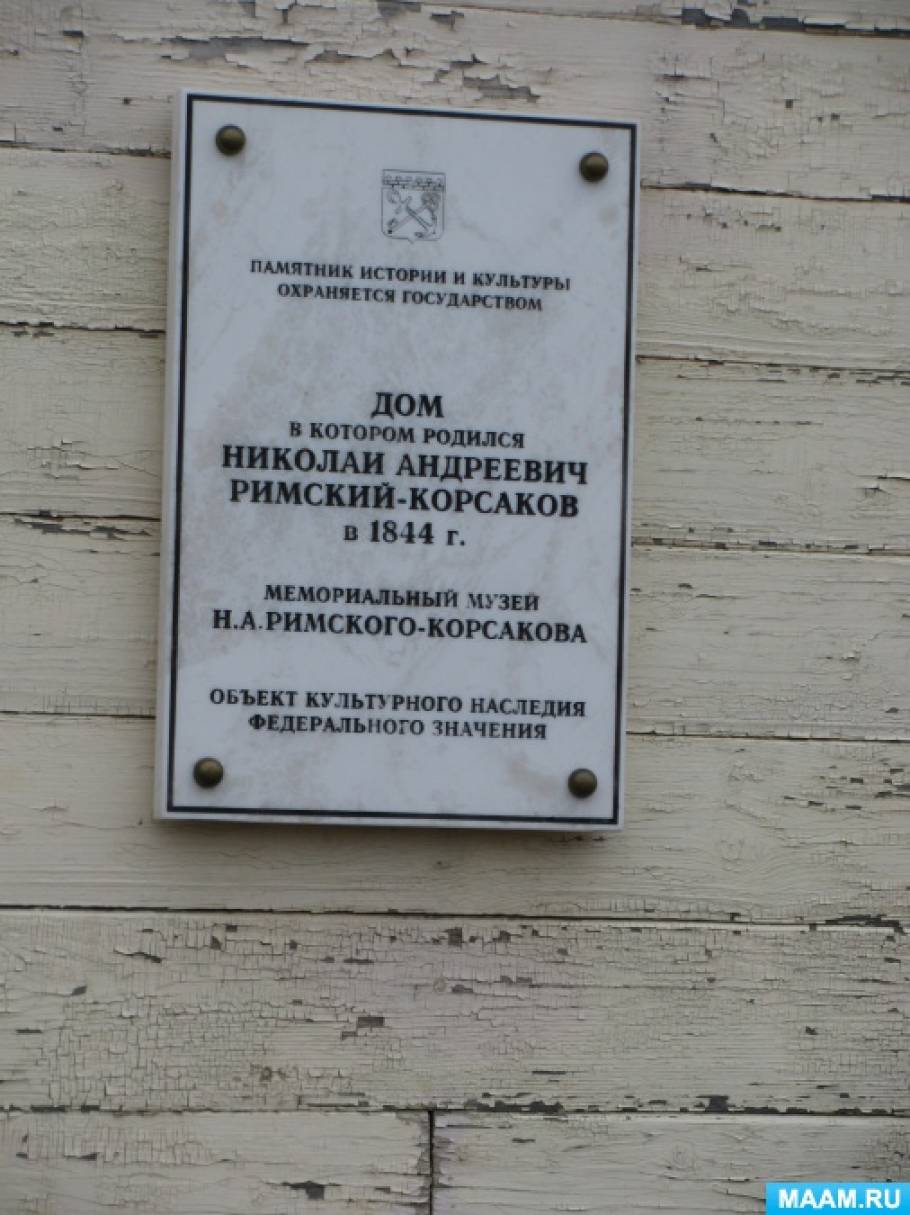 ПАМЯТНИК ИСТОРИИ И КУЛЬТУРЫ
ОХРАНЯЕТСЯ ГОСУДАРСТВОМ
ДОМ
В КОТОРОМ РОДИЛСЯ
НИКОЛАИ АНДРЕЕВИЧ
РИМСКИЙ-КОРСАКОВ
в 1844 г.
МЕМОРИАЛЬНЫЙ МУЗЕЙ
Н.А.РИМСКОГО-КОРСАКОВА
ОБЪЕКТ КУЛЬТУРНОГО НАСЛЕДИЯ
ФЕДЕРАЛЬНОГО ЗНАЧЕНИЯ
MAAM.RU